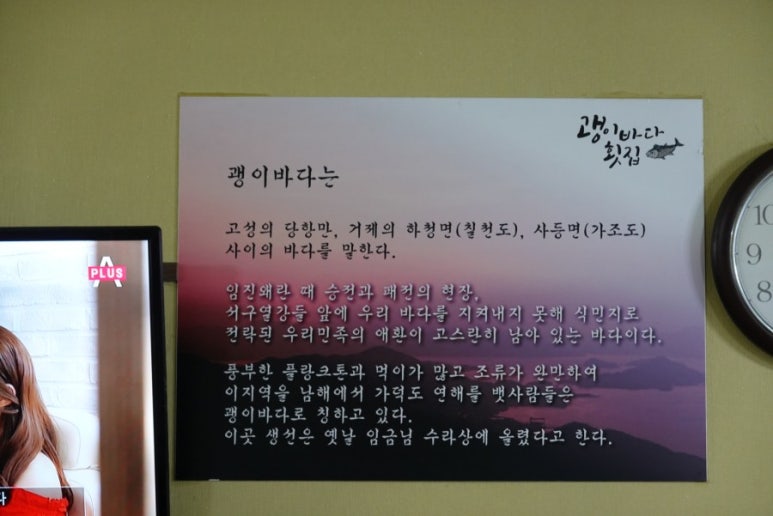 괭이바다
횟집
괭이바다는
고성의 당항만, 거제의 하청면(칠천도), 사등면(가조도)
사이의 바다를 말한다.
임진왜란 때 승전과 패전의 현장,
서구열강들 앞에 우리 바다를 지켜내지 못해 식민지로
전락된 우리민족의 애환이 고스란히 남아 있는 바다이다.
풍부한 플랑크톤과 먹이가 많고 조류가 완만하여
이지역을 남해에서 가덕도 연해를 뱃사람들은
괭이바다로 칭하고 있다.
이곳 생선은 옛날 임금님 수라상에 올렸다고 한다.
A
PLUS
다
10
9
8